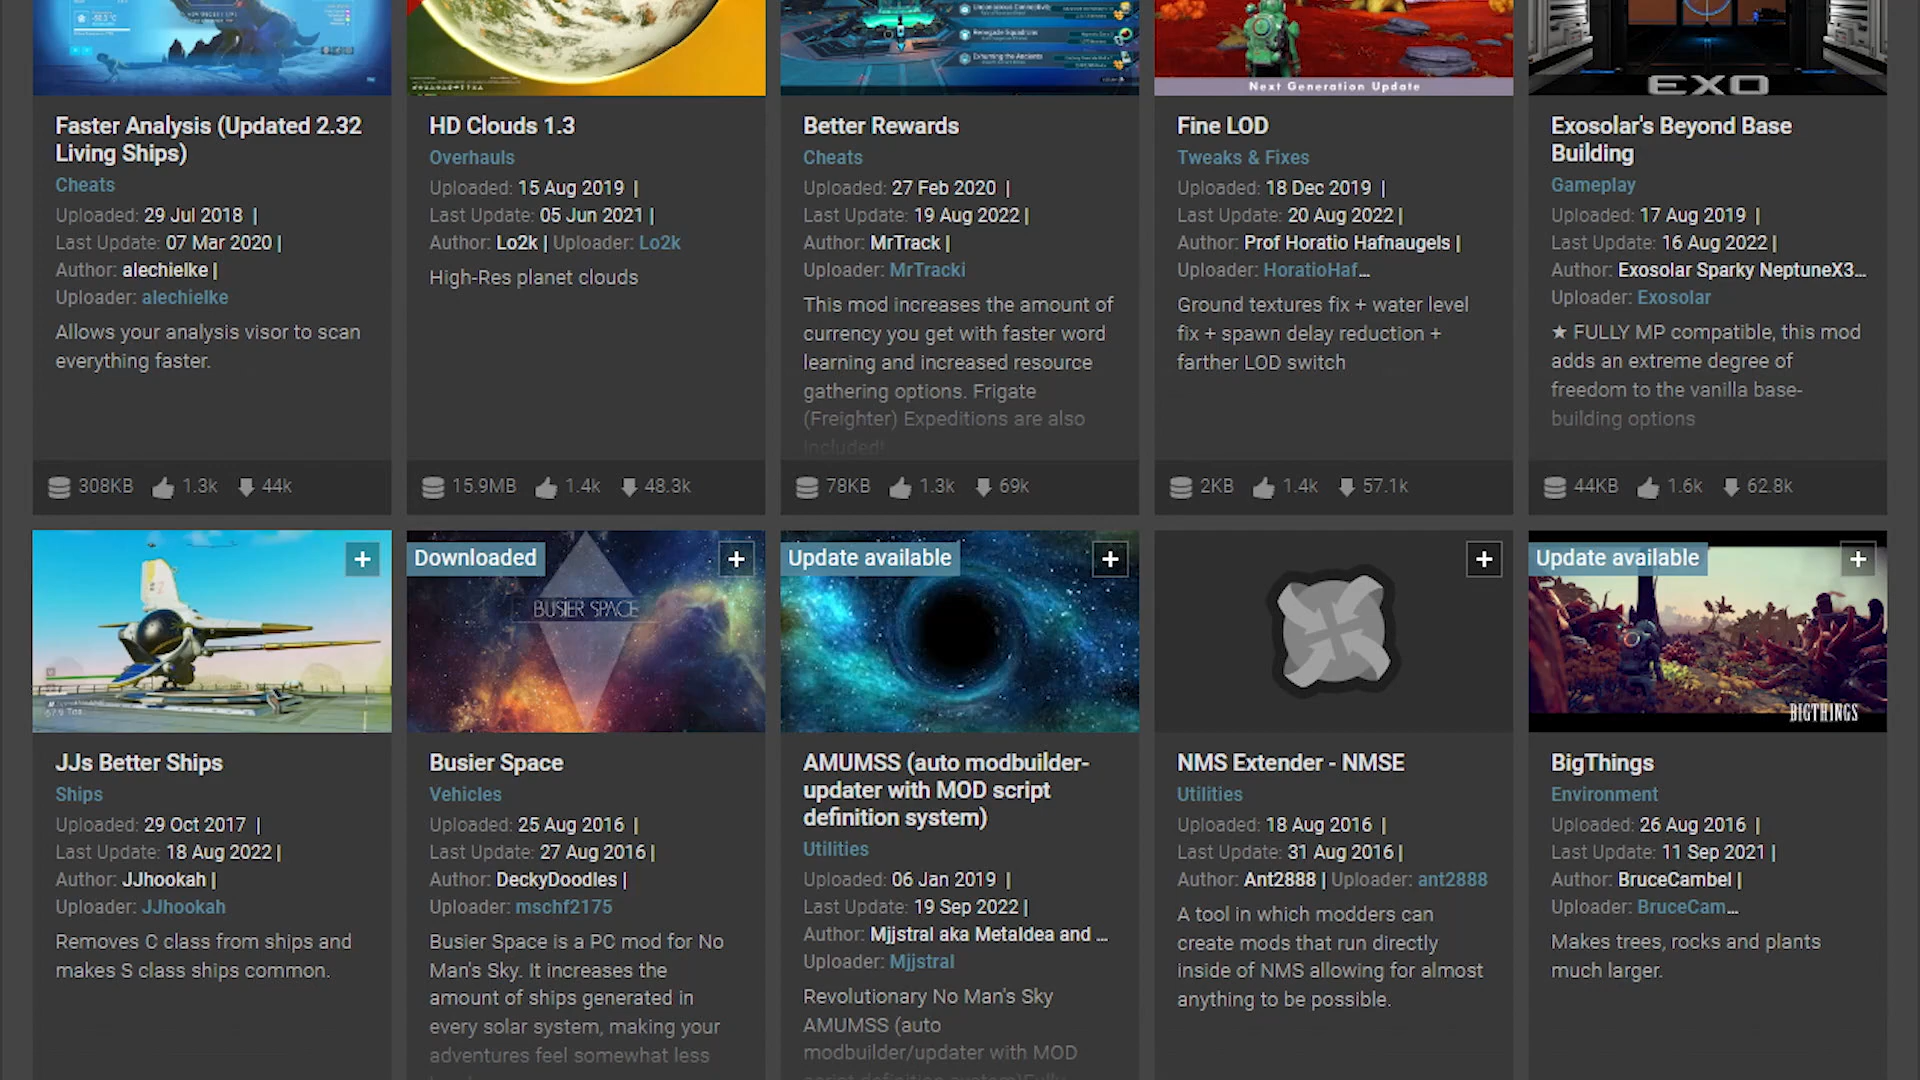 Next Generation Update
EXO
Faster Analysis (Updated 2.32
Living Ships)
Cheats
Uploaded: 29 Jul 2018 |
Last Update: 07 Mar 2020 |
Author: alechielke |
Uploader: alechielke
Allows your analysis visor to scan
everything faster.
308KB 1.3k 44k
HD Clouds 1.3
Overhauls
Uploaded: 15 Aug 2019 |
Last Update: 05 Jun 2021 |
Author: Lo2k | Uploader: Lo2k
High-Res planet clouds
15.9MB 1.4k 48.3k
Better Rewards
Cheats
Uploaded: 27 Feb 2020 |
Last Update: 19 Aug 2022 |
Author: MrTrack |
Uploader: MrTracki
This mod increases the amount of
currency you get with faster word
learning and increased resource
gathering options. Frigate
(Freighter) Expeditions are also
included!
78KB 1.3k 69k
Fine LOD
Tweaks & Fixes
Uploaded: 18 Dec 2019 |
Last Update: 20 Aug 2022 |
Author: Prof Horatio Hafnaugels |
Uploader: HoratioHaf...
Ground textures fix + water level
fix + spawn delay reduction +
farther LOD switch
2KB 1.4k 57.1k
Exosolar's Beyond Base
Building
Gameplay
Uploaded: 17 Aug 2019 |
Last Update: 16 Aug 2022 |
Author: Exosolar Sparky NeptuneX3...
Uploader: Exosolar
★ FULLY MP compatible, this mod
adds an extreme degree of
freedom to the vanilla base-
building options
44KB 1.6k 62.8k
+
JJs Better Ships
Ships
Uploaded: 29 Oct 2017 |
Last Update: 18 Aug 2022 |
Author: JJhookah |
Uploader: JJhookah
Removes C class from ships and
makes S class ships common.
Downloaded +
BUSIER SPACE
Busier Space
Vehicles
Uploaded: 25 Aug 2016 |
Last Update: 27 Aug 2016 |
Author: DeckyDoodles |
Uploader: mschf2175
Busier Space is a PC mod for No
Man's Sky. It increases the
amount of ships generated in
every solar system, making your
adventures feel somewhat less
Update available +
AMUMSS (auto modbuilder-
updater with MOD script
definition system)
Utilities
Uploaded: 06 Jan 2019 |
Last Update: 19 Sep 2022 |
Author: Mjjstral aka MetaIdea and ...
Uploader: Mjjstral
Revolutionary No Man's Sky
AMUMSS (auto
modbuilder/updater with MOD
script definition system)Fully
+
NMS Extender - NMSE
Utilities
Uploaded: 18 Aug 2016 |
Last Update: 31 Aug 2016 |
Author: Ant2888 | Uploader: ant2888
A tool in which modders can
create mods that run directly
inside of NMS allowing for almost
anything to be possible.
Update available +
BIGTHINGS
BigThings
Environment
Uploaded: 26 Aug 2016 |
Last Update: 11 Sep 2021 |
Author: BruceCambel |
Uploader: BruceCam...
Makes trees, rocks and plants
much larger.